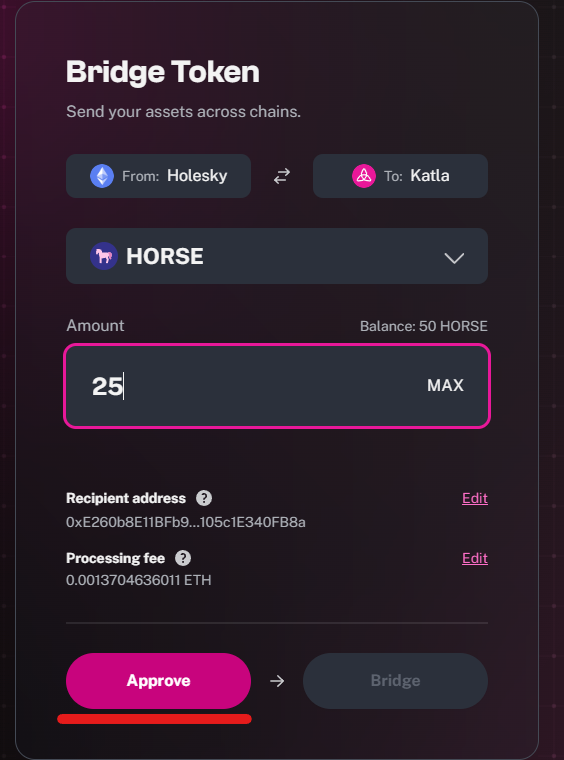 Bridge Token
Send your assets across chains.
From: Holesky
To: Katla
HORSE
Amount
Balance: 50 HORSE
25
MAX
Recipient address ?
Edit
0xE260b8E11BFb9...105c1E340FB8a
Processing fee ?
Edit
0.0013704636011 ETH
Approve
Bridge